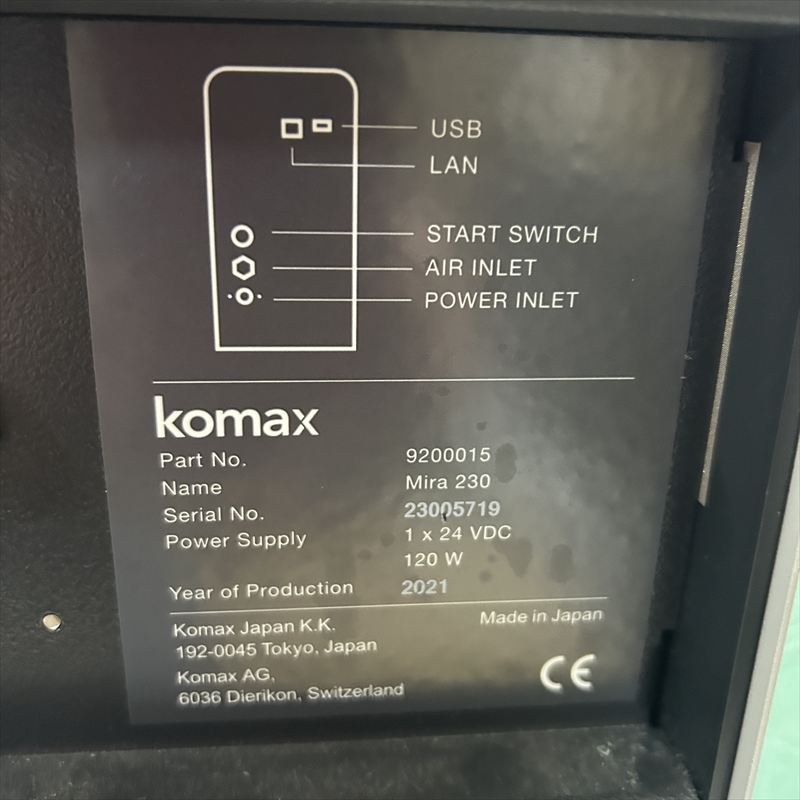 USB
LAN
START SWITCH
AIR INLET
POWER INLET
komax
Part No. 9200015
Name Mira 230
Serial No. 23005719
Power Supply 1 x 24 VDC
120 W
Year of Production 2021
Komax Japan K.K. Made in Japan
192-0045 Tokyo, Japan
Komax AG,
6036 Dierikon, Switzerland
CE